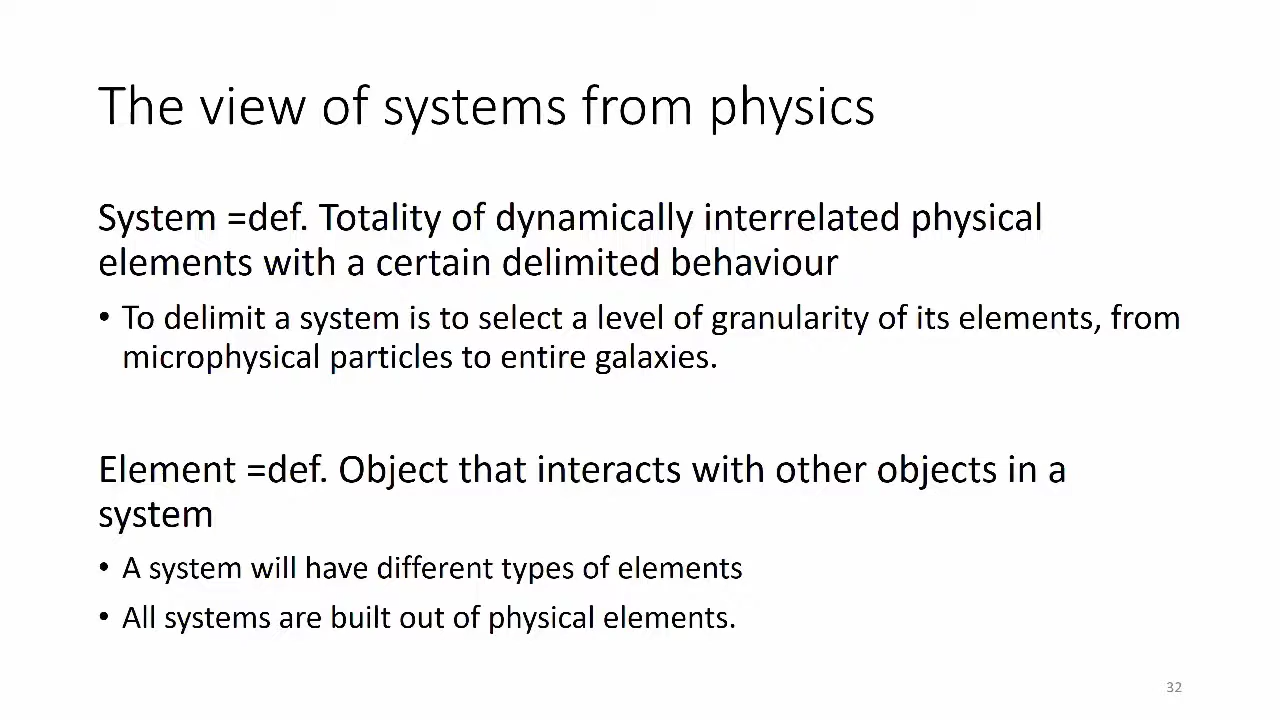 The view of systems from physics
System =def. Totality of dynamically interrelated physical
elements with a certain delimited behaviour
• To delimit a system is to select a level of granularity of its elements, from
microphysical particles to entire galaxies.
Element =def. Object that interacts with other objects in a
system
• A system will have different types of elements
• All systems are built out of physical elements.
32